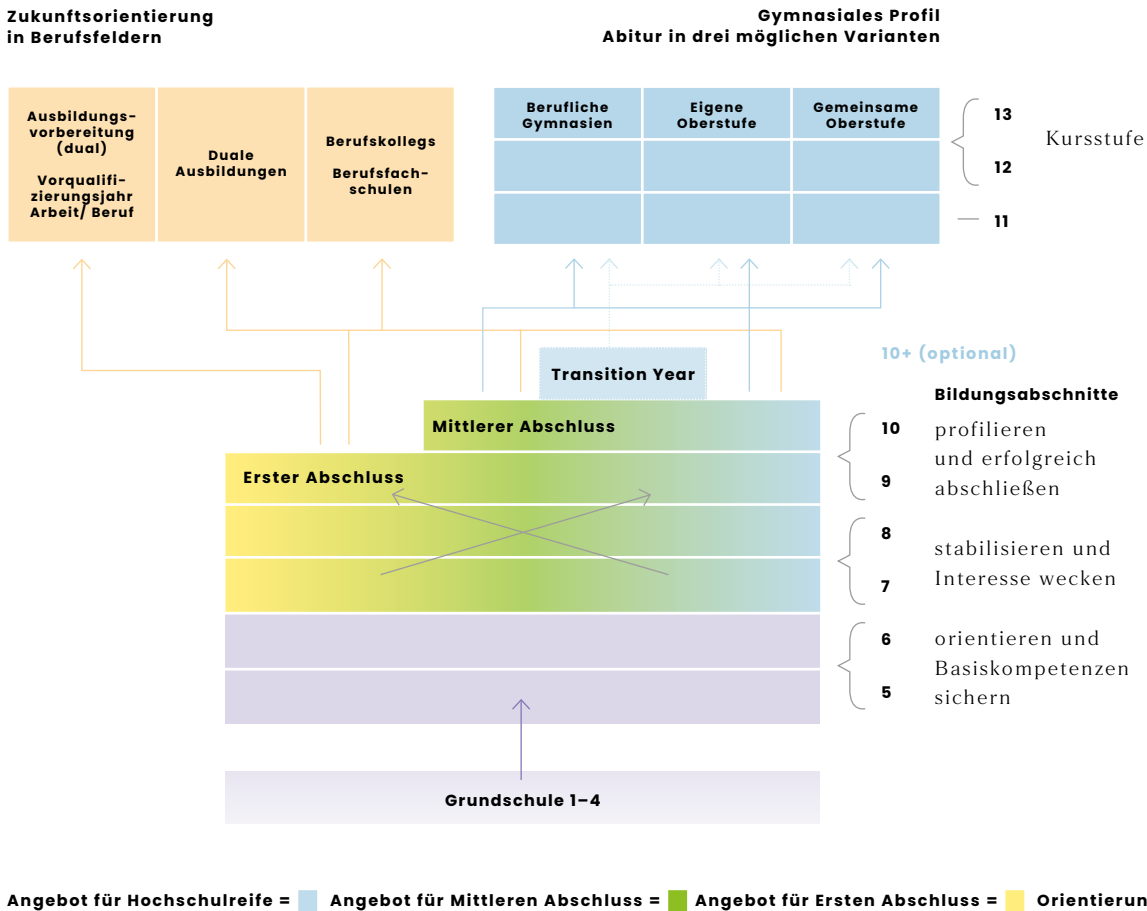 Zukunftsorientierung
in Berufsfeldern
Gymnasiales Profil
Abitur in drei möglichen Varianten
Ausbildungs-
vorbereitung
(dual)
Vorqualifi-
zierungsjahr
Arbeit/ Beruf
Duale
Ausbildungen
Berufskollegs
Berufsfach-
schulen
Berufliche
Gymnasien
Eigene
Oberstufe
Gemeinsame
Oberstufe
13
Kursstufe
12
11
10+ (optional)
Transition Year
Bildungsabschnitte
Mittlerer Abschluss
10
profilieren
und erfolgreich
abschließen
9
Erster Abschluss
8
stabilisieren und
Interesse wecken
7
6
orientieren und
Basiskompetenzen
sichern
5
Grundschule 1–4
Angebot für Hochschulreife = Angebot für Mittleren Abschluss = Angebot für Ersten Abschluss = Orientierun